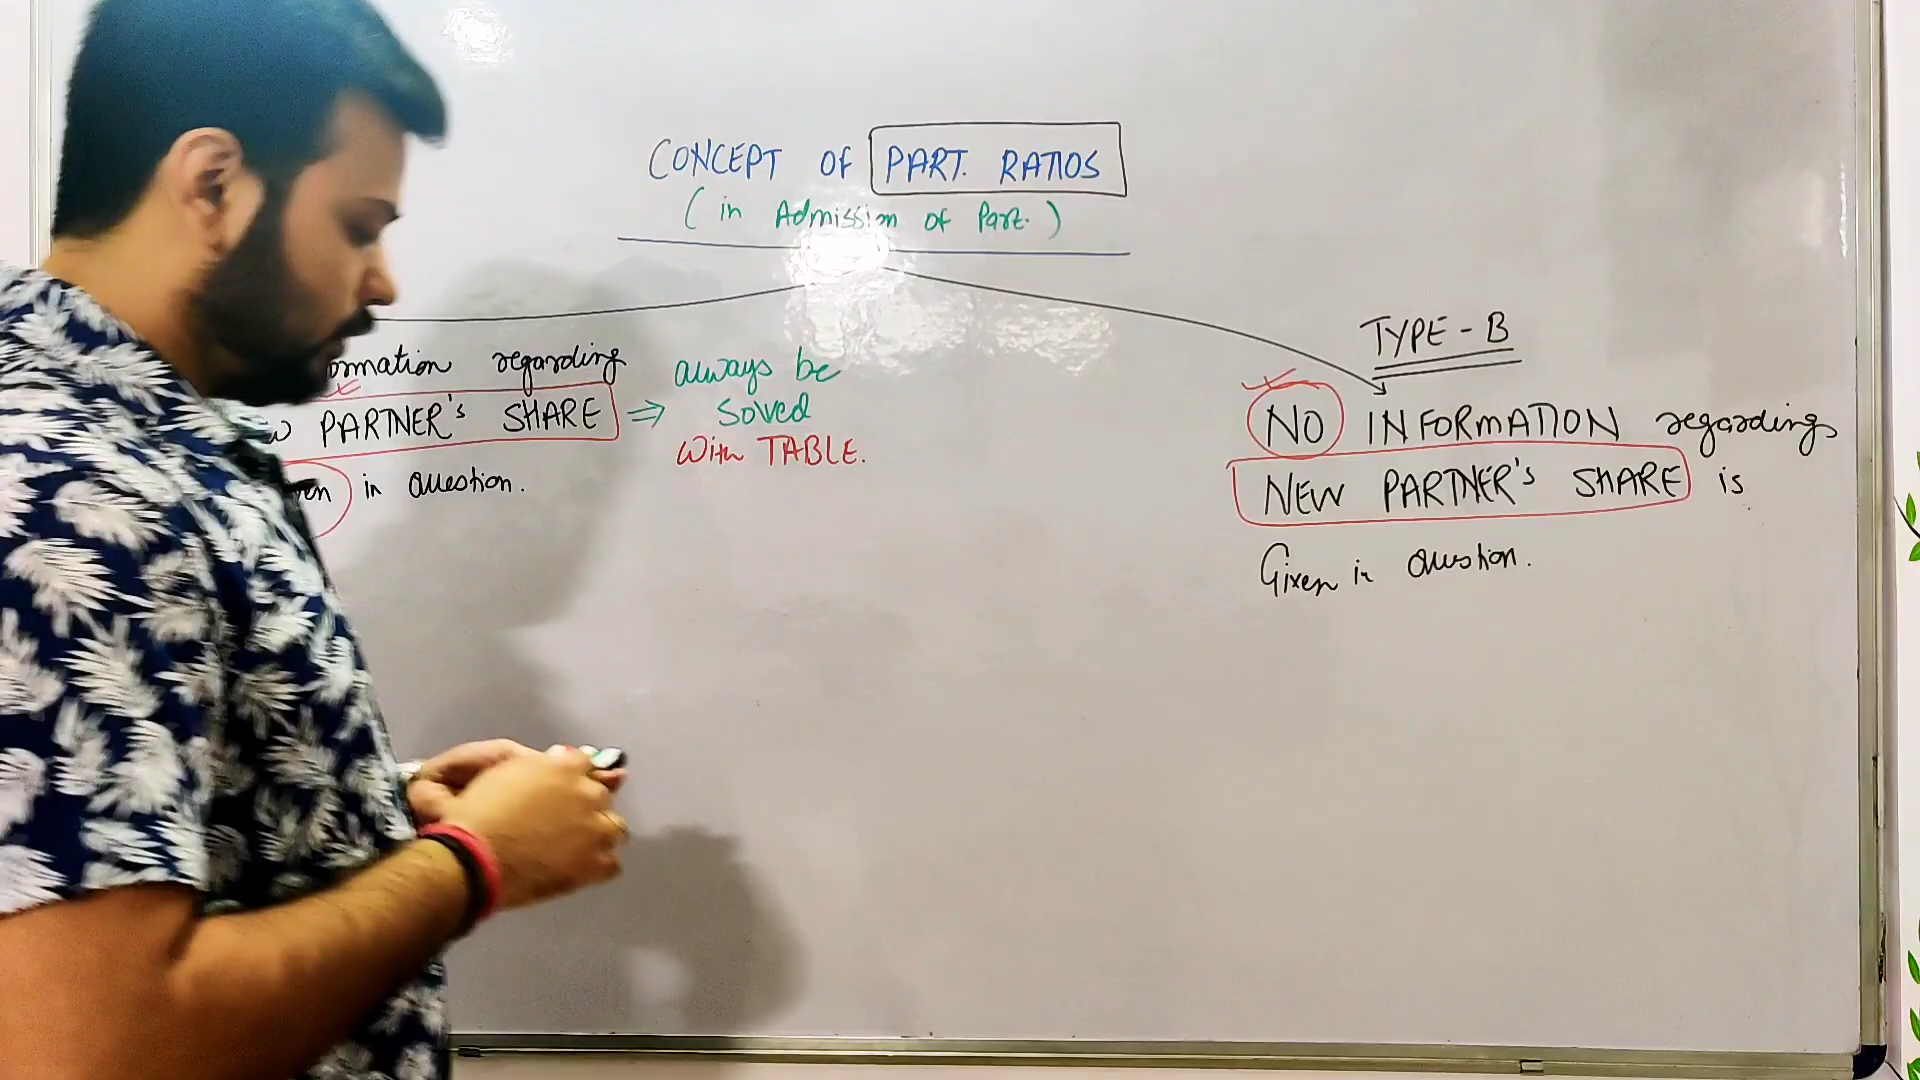 CONCEPT OF PART. RATIOS
(in Admission of Part.)
regarding
PARTNER'S SHARE ⇒
in Question.
always be
solved
With TABLE.
TYPE - B
NO INFORMATION regarding
NEW PARTNER'S SHARE is
Given in Question.